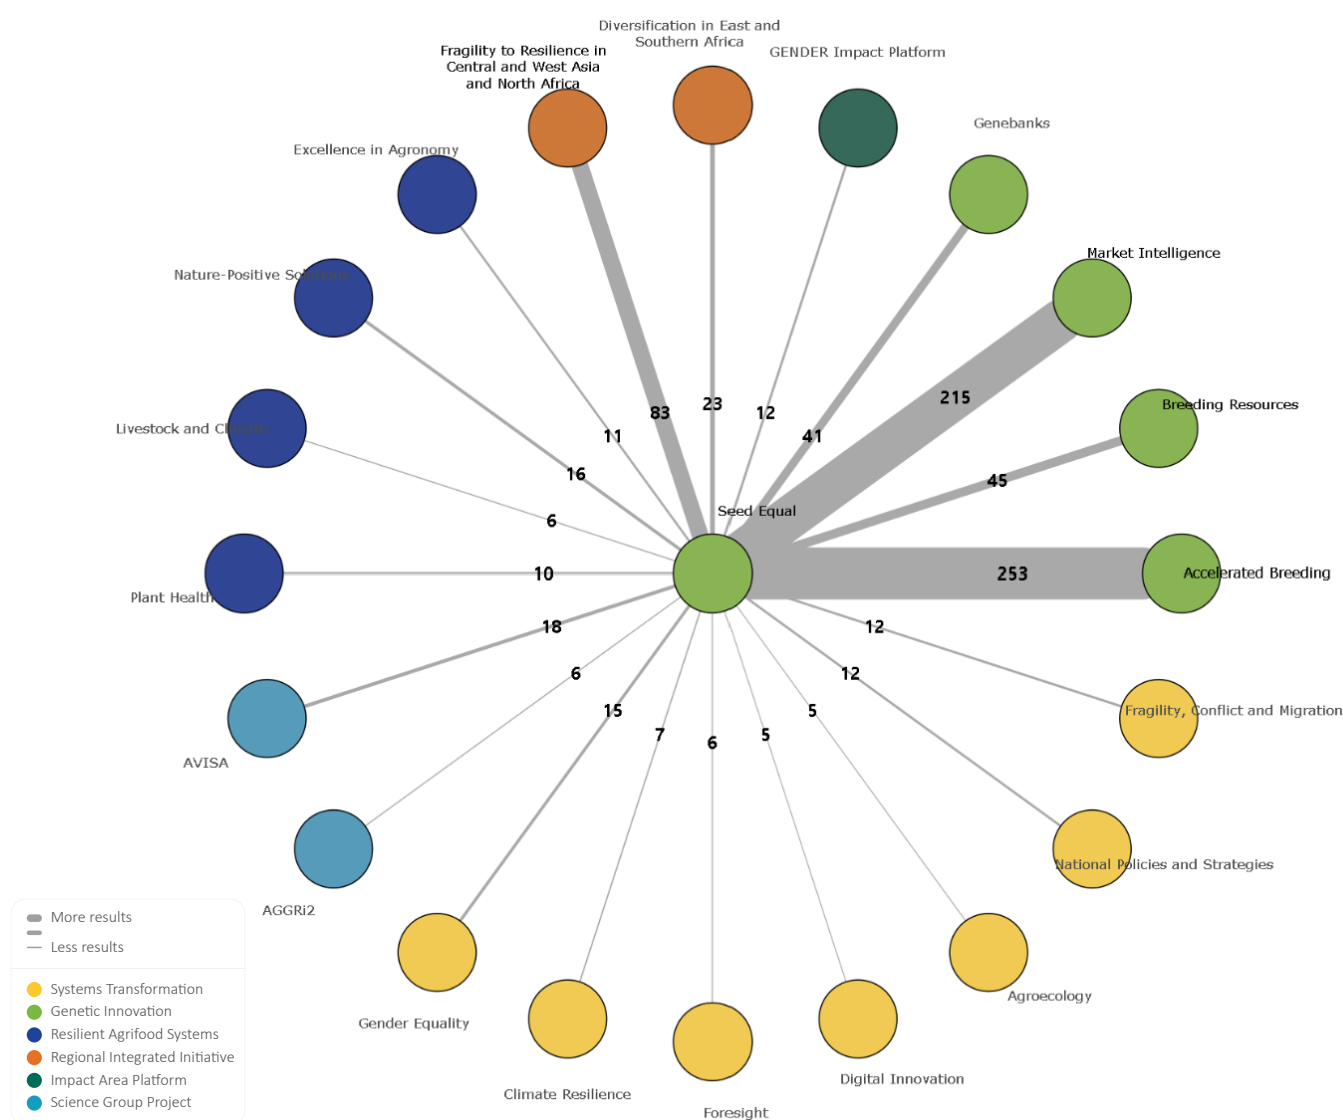 Diversification in East and
Southern Africa
Fragility to Resilience in
Central and West Asia
and North Africa
GENDER Impact Platform
Genebanks
Excellence in Agronomy
Market Intelligence
Nature-Positive Solutions
Breeding Resources
Livestock and Climate
83
23
12
215
41
11
16
45
Seed Equal
6
10
253
Accelerated Breeding
Plant Health
18
12
6
12
15
5
Fragility, Conflict and Migration
7
6
5
AVISA
National Policies and Strategies
AGGRi2
Agroecology
Gender Equality
Climate Resilience
Digital Innovation
Foresight
More results
Less results
Systems Transformation
Genetic Innovation
Resilient Agrifood Systems
Regional Integrated Initiative
Impact Area Platform
Science Group Project